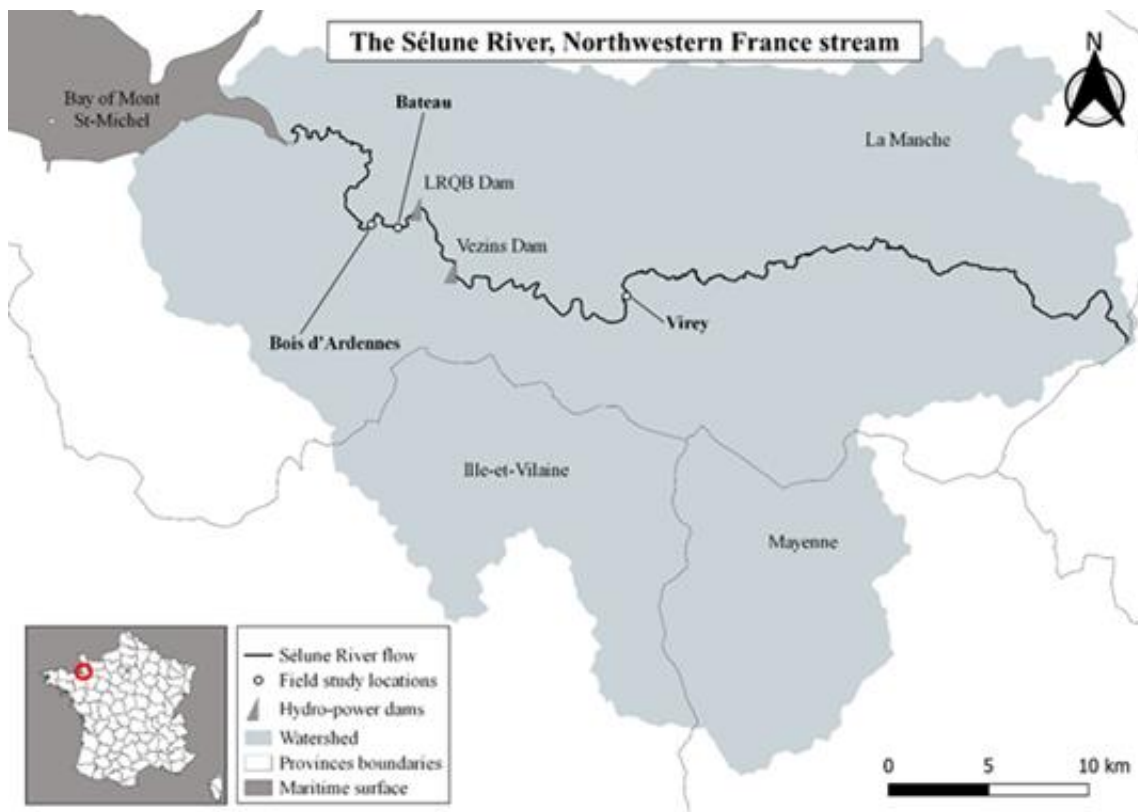 The Sélune River, Northwestern France stream
N
Bay of Mont
St-Michel
Bateau
La Manche
LRQB Dam
Vezins Dam
Bois d'Ardennes
Virey
Ille-et-Vilaine
Mayenne
Sélune River flow
Field study locations
Hydro-power dams
Watershed
Provinces boundaries
Maritime surface
0 5 10 km